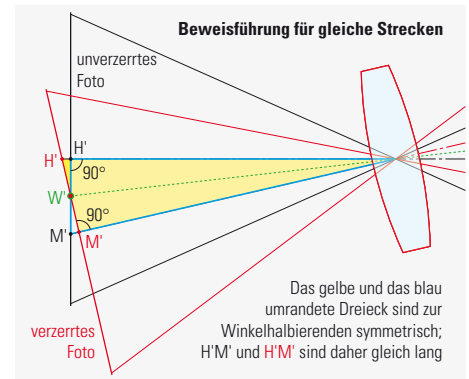 Beweisführung für gleiche Strecken
unverzerrtes
Foto
H'
H'
90°
W'
90°
M'
M'
Das gelbe und das blau
umrandete Dreieck sind zur
Winkelhalbierenden symmetrisch;
H'M' und H'M' sind daher gleich lang
verzerrtes
Foto